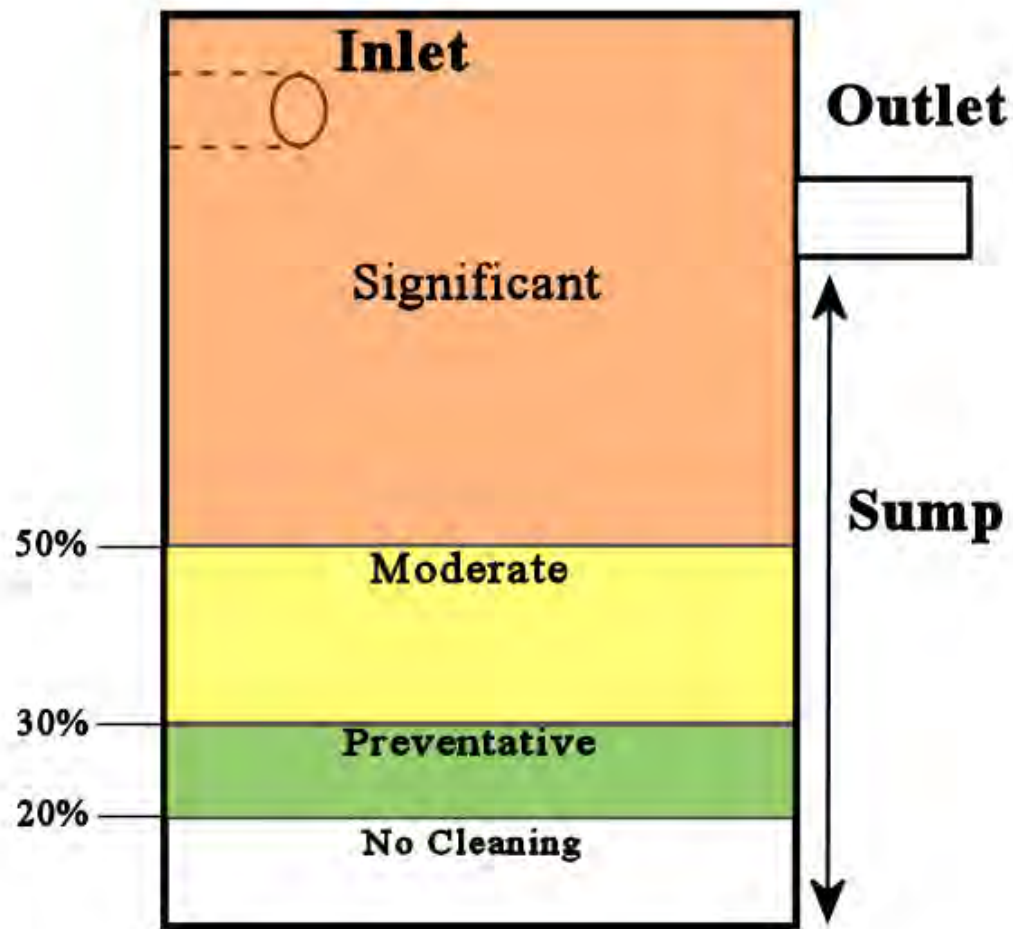 Inlet
Outlet
Significant
Sump
50%
Moderate
30%
Preventative
20%
No Cleaning